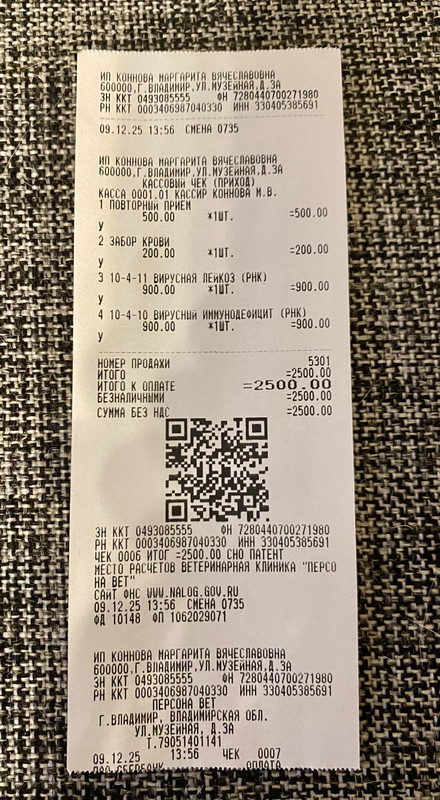 ИП КОННОВА МАРГАРИТА ВЯЧЕСЛАВОВНА
600000,Г.ВЛАДИМИР,УЛ.МУЗЕЙНАЯ,Д.3А
ЗН ККТ 0493085555 ФН 7280440700271980
РН ККТ 0003406987040330 ИНН 330405385691
09.12.25 13:56 СМЕНА 0735
ИП КОННОВА МАРГАРИТА ВЯЧЕСЛАВОВНА
600000,Г.ВЛАДИМИР,УЛ.МУЗЕЙНАЯ,Д.3А
КАССОВЫЙ ЧЕК (ПРИХОД)
КАССА 0001.01 КАССИР КОННОВА М.В.
1 ПОВТОРНЫЙ ПРИЕМ
500.00 *1ШТ. =500.00
У
2 ЗАБОР КРОВИ
200.00 *1ШТ. =200.00
У
3 10-4-11 ВИРУСНАЯ ЛЕЙКОЗ (РНК)
900.00 *1ШТ. =900.00
У
4 10-4-10 ВИРУСНЫЙ ИММУНОДЕФИЦИТ (РНК)
900.00 *1ШТ. =900.00
У
НОМЕР ПРОДАЖИ 5301
ИТОГО =2500.00
ИТОГО К ОПЛАТЕ =2500.00
БЕЗНАЛИЧНЫМИ =2500.00
СУММА БЕЗ НДС =2500.00
ЗН ККТ 0493085555 ФН 7280440700271980
РН ККТ 0003406987040330 ИНН 330405385691
ЧЕК 0006 ИТОГ =2500.00 СНО ПАТЕНТ
МЕСТО РАСЧЕТОВ ВЕТЕРИНАРНАЯ КЛИНИКА "ПЕРСО
НА ВЕТ"
САЙТ ФНС WWW.NALOG.GOV.RU
09.12.25 13:56 СМЕНА 0735
ФД 10148 ФП 1062029071
ИП КОННОВА МАРГАРИТА ВЯЧЕСЛАВОВНА
600000,Г.ВЛАДИМИР,УЛ.МУЗЕЙНАЯ,Д.3А
ЗН ККТ 0493085555 ФН 7280440700271980
РН ККТ 0003406987040330 ИНН 330405385691
ПЕРСОНА ВЕТ
Г.ВЛАДИМИР, ВЛАДИМИРСКАЯ ОБЛ.
УЛ.МУЗЕЙНАЯ, Д.3А
Т.79051401141
09.12.25 13:56 ЧЕК 0007
ПАО СБЕРБАНК ОПЛАТА